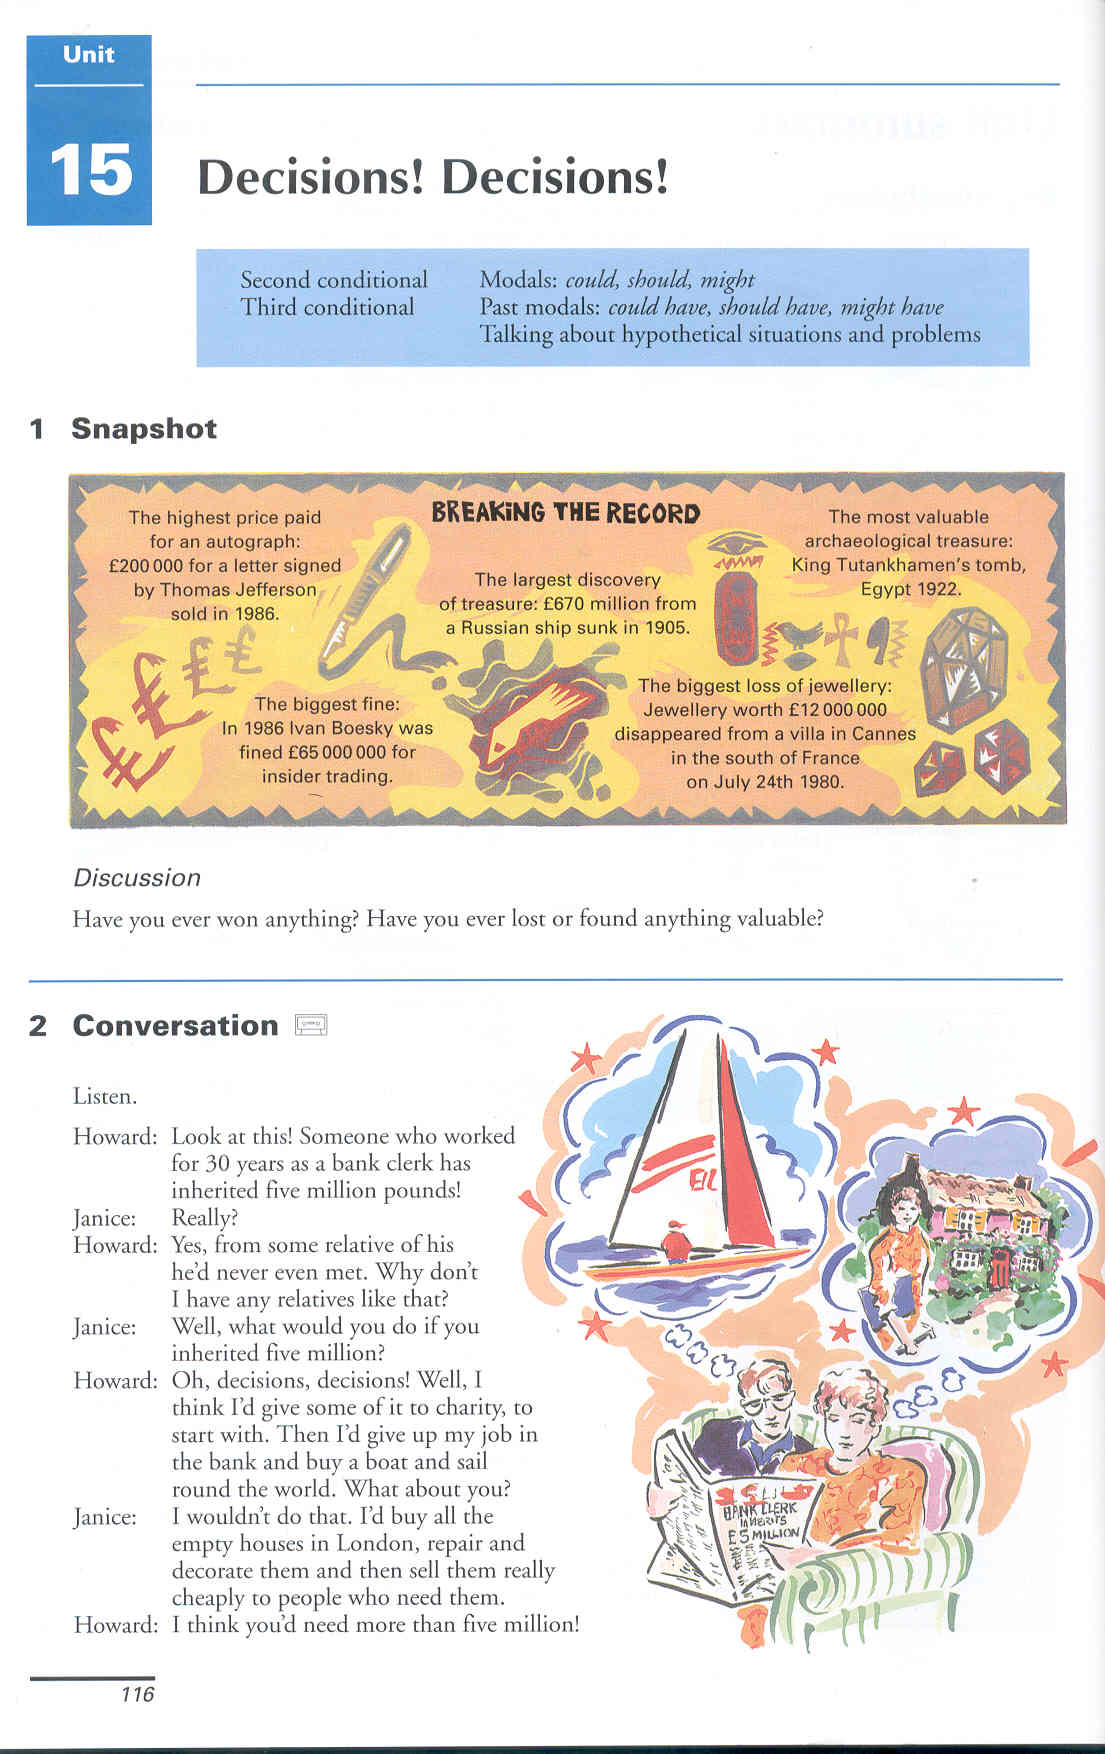 Unit
15
Decisions! Decisions!
Second conditional
Third conditional
Modals: could, should, might
Past modals: could have, should have, might have
Talking about hypothetical situations and problems
1 Snapshot
BREAKING THE RECORD
The highest price paid
for an autograph:
£200 000 for a letter signed
by Thomas Jefferson
sold in 1986.
The largest discovery
of treasure: £670 million from
a Russian ship sunk in 1905.
The most valuable
archaeological treasure:
King Tutankhamen's tomb,
Egypt 1922.
The biggest fine:
In 1986 Ivan Boesky was
fined £65 000 000 for
insider trading.
The biggest loss of jewellery:
Jewellery worth £12 000 000
disappeared from a villa in Cannes
in the south of France
on July 24th 1980.
Discussion
Have you ever won anything? Have you ever lost or found anything valuable?
2 Conversation
Listen.
Howard: Look at this! Someone who worked
for 30 years as a bank clerk has
inherited five million pounds!
Janice: Really?
Howard: Yes, from some relative of his
he'd never even met. Why don't
I have any relatives like that?
Janice: Well, what would you do if you
inherited five million?
Howard: Oh, decisions, decisions! Well, I
think I'd give some of it to charity, to
start with. Then I'd give up my job in
the bank and buy a boat and sail
round the world. What about you?
Janice: I wouldn't do that. I'd buy all the
empty houses in London, repair and
decorate them and then sell them really
cheaply to people who need them.
Howard: I think you'd need more than five million!
BANK CLERK
INHERITS
£5 MILLION
116